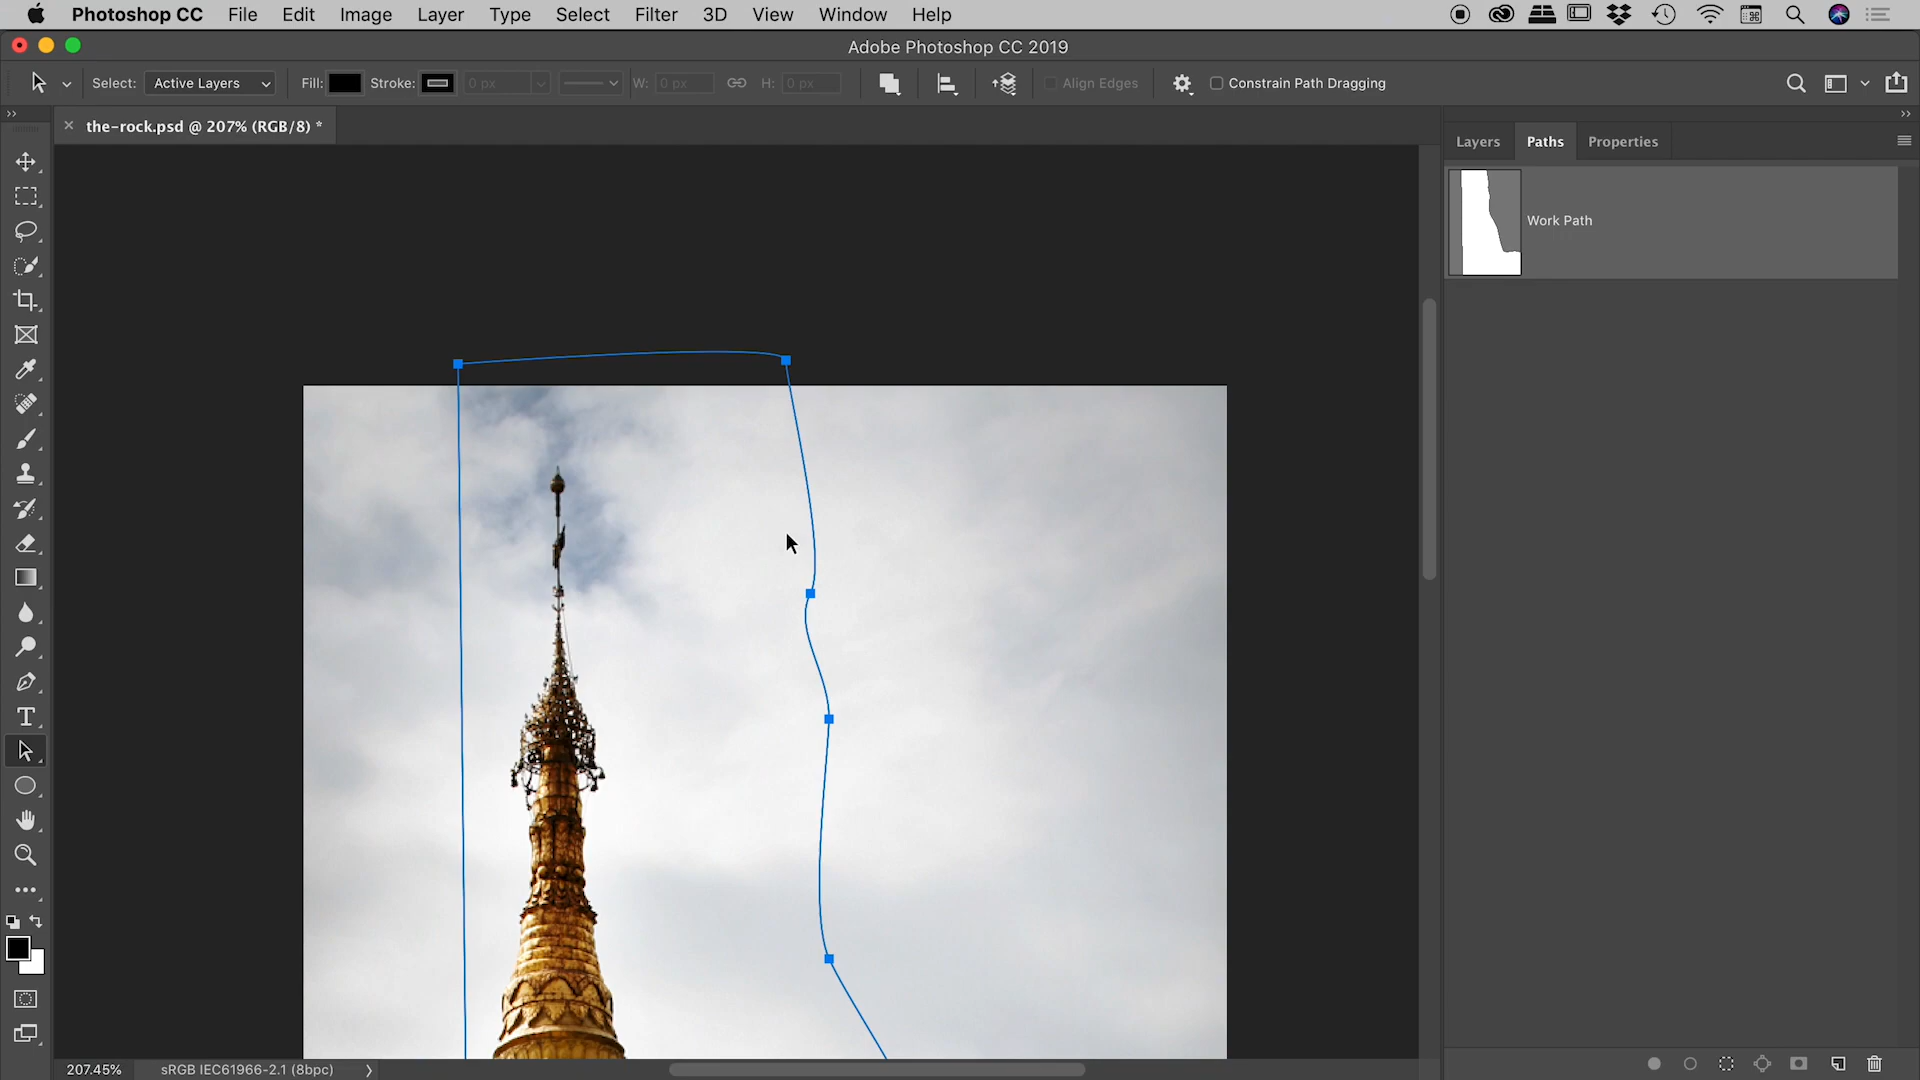 Photoshop CC File Edit Image Layer Type Select Filter 3D View Window Help
Adobe Photoshop CC 2019
Select: Active Layers Fill: Stroke: 0 px W: 0 px H: 0 px Align Edges Constrain Path Dragging
the-rock.psd @ 207% (RGB/8) *
Layers Paths Properties
Work Path
207.45% sRGB IEC61966-2.1 (8bpc)